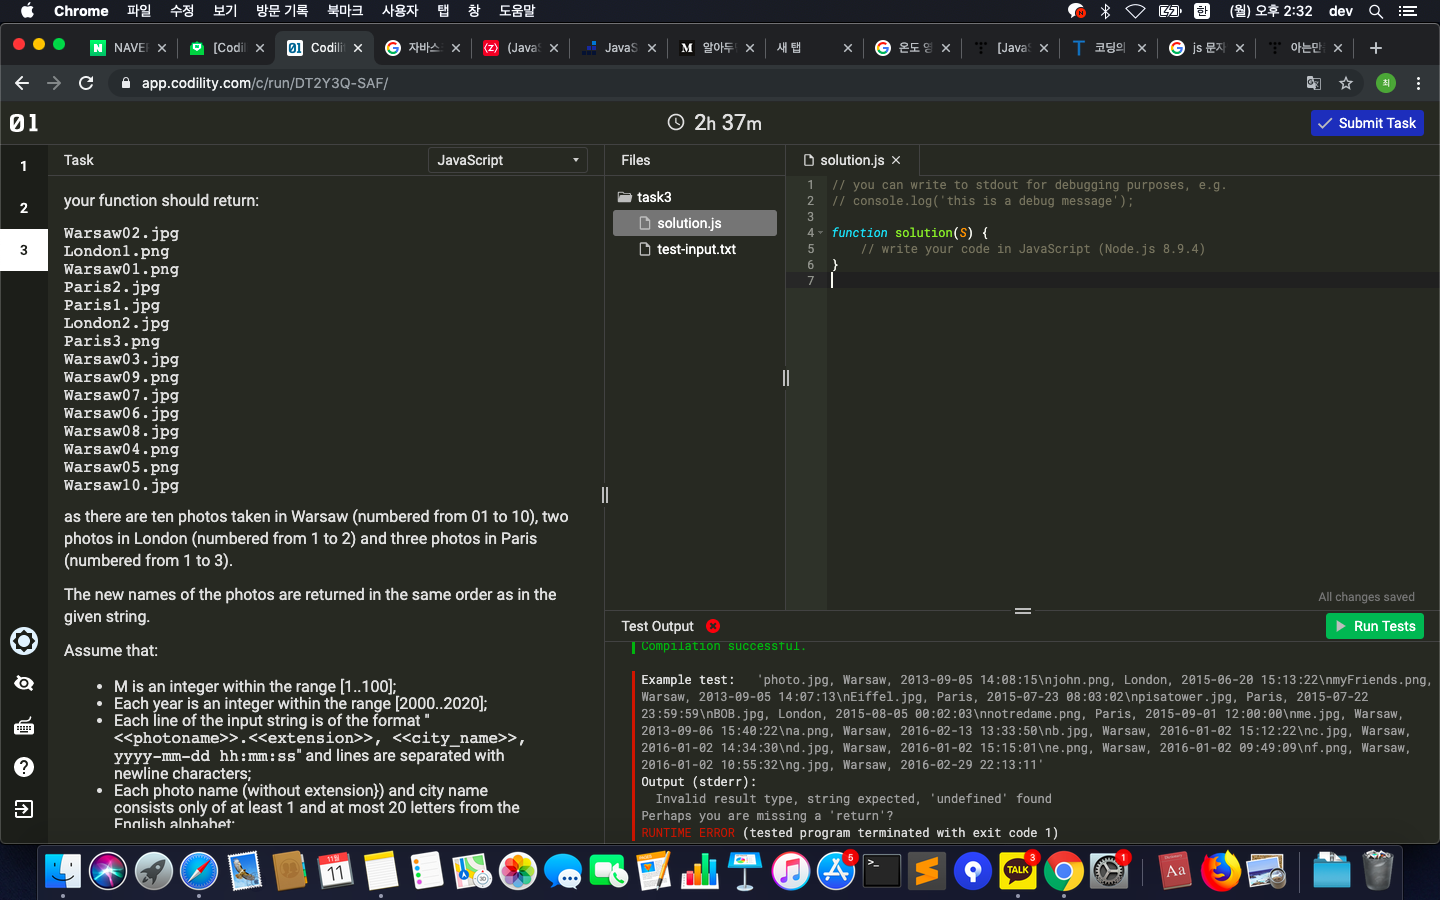 Chrome 파일 수정 보기 방문 기록 북마크 사용자 탭 창 도움말 한 (월) 오후 2:32 dev
NAVER [Codil 01 Codilit 자바스 (Java JavaS M 알아두 새 탭 온도 영 [Java 코딩의 js 문자 아는만
app.codility.com/c/run/DT2Y3Q-SAF/ 최
01 2h 37m Submit Task
1
2
3
Task JavaScript
your function should return:
Warsaw02.jpg
London1.png
Warsaw01.png
Paris2.jpg
Paris1.jpg
London2.jpg
Paris3.png
Warsaw03.jpg
Warsaw09.png
Warsaw07.jpg
Warsaw06.jpg
Warsaw08.jpg
Warsaw04.png
Warsaw05.png
Warsaw10.jpg
as there are ten photos taken in Warsaw (numbered from 01 to 10), two
photos in London (numbered from 1 to 2) and three photos in Paris
(numbered from 1 to 3).
The new names of the photos are returned in the same order as in the
given string.
Assume that:
• M is an integer within the range [1..100];
• Each year is an integer within the range [2000..2020];
• Each line of the input string is of the format "
<<photoname>>.<<extension>>, <<city_name>>,
yyyy-mm-dd hh:mm:ss" and lines are separated with
newline characters;
• Each photo name (without extension}) and city name
consists only of at least 1 and at most 20 letters from the
English alphabet;
Files
task3
solution.js
test-input.txt
solution.js
1 // you can write to stdout for debugging purposes, e.g.
2 // console.log('this is a debug message');
3
4 function solution(S) {
5 // write your code in JavaScript (Node.js 8.9.4)
6 }
7
All changes saved
Test Output Run Tests
Compilation successful.
Example test: 'photo.jpg, Warsaw, 2013-09-05 14:08:15\njohn.png, London, 2015-06-20 15:13:22\nmyFriends.png,
Warsaw, 2013-09-05 14:07:13\nEiffel.jpg, Paris, 2015-07-23 08:03:02\npisatower.jpg, Paris, 2015-07-22
23:59:59\nBOB.jpg, London, 2015-08-05 00:02:03\nnotredame.png, Paris, 2015-09-01 12:00:00\nme.jpg, Warsaw,
2013-09-06 15:40:22\na.png, Warsaw, 2016-02-13 13:33:50\nb.jpg, Warsaw, 2016-01-02 15:12:22\nc.jpg, Warsaw,
2016-01-02 14:34:30\nd.jpg, Warsaw, 2016-01-02 15:15:01\ne.png, Warsaw, 2016-01-02 09:49:09\nf.png, Warsaw,
2016-01-02 10:55:32\ng.jpg, Warsaw, 2016-02-29 22:13:11'
Output (stderr):
Invalid result type, string expected, 'undefined' found
Perhaps you are missing a 'return'?
RUNTIME ERROR (tested program terminated with exit code 1)
11월 11 5 TALK 3 1 Aa